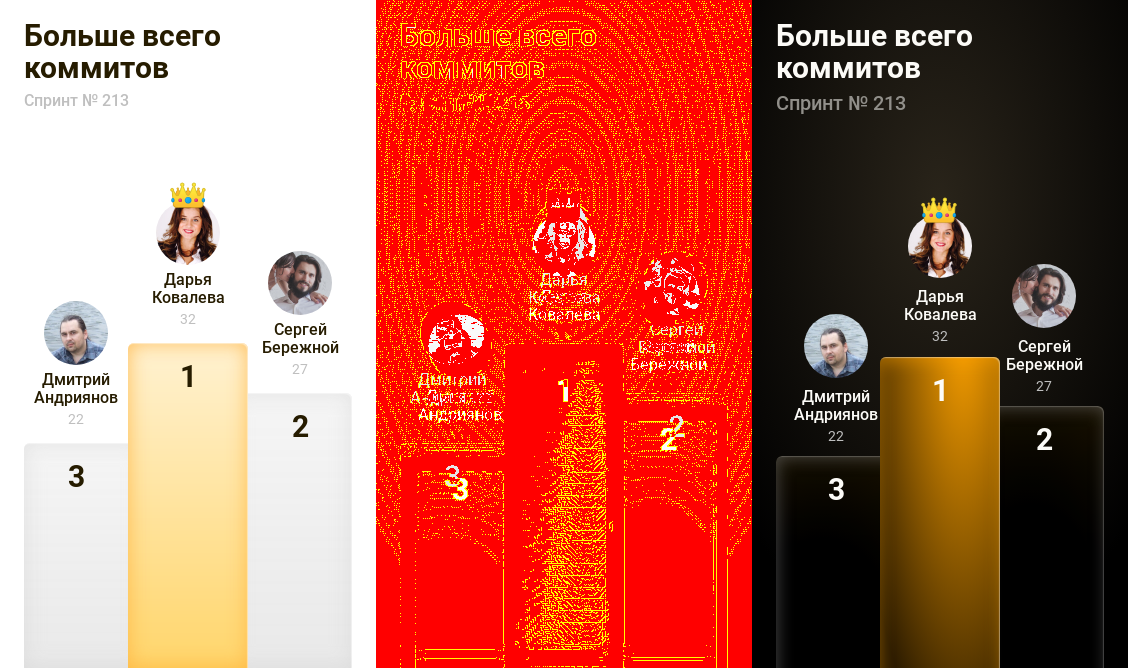 Больше всего
коммитов
Спринт № 213
Дарья
Ковалева
32
Сергей
Бережной
27
Дмитрий
Андриянов
22
1
2
3
Больше всего
коммитов
Дарья
Ковалева
Сергей
Бережной
Дмитрий
Андриянов
1
2
2
3
3
Больше всего
коммитов
Спринт № 213
Дарья
Ковалева
32
Сергей
Бережной
27
Дмитрий
Андриянов
22
1
2
3